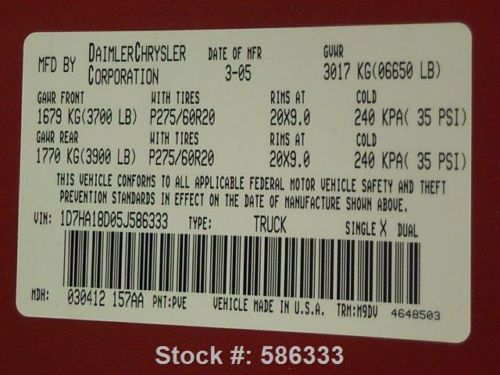 MFD BY DAIMLERCHRYSLER CORPORATION DATE OF MFR 3-05 GVWR 3017 KG(06650 LB)
GAWR FRONT WITH TIRES RIMS AT COLD
1679 KG(3700 LB) P275/60R20 20X9.0 240 KPA( 35 PSI)
GAWR REAR WITH TIRES RIMS AT COLD
1770 KG(3900 LB) P275/60R20 20X9.0 240 KPA( 35 PSI)
THIS VEHICLE CONFORMS TO ALL APPLICABLE FEDERAL MOTOR VEHICLE SAFETY AND THEFT
PREVENTION STANDARDS IN EFFECT ON THE DATE OF MANUFACTURE SHOWN ABOVE.
VIN: 1D7HA18D05J586333 TYPE: TRUCK SINGLE X DUAL
MDH: 030412 157AA PNT:PVE VEHICLE MADE IN U.S.A. TRM:M9DV 4648503
Stock #: 586333